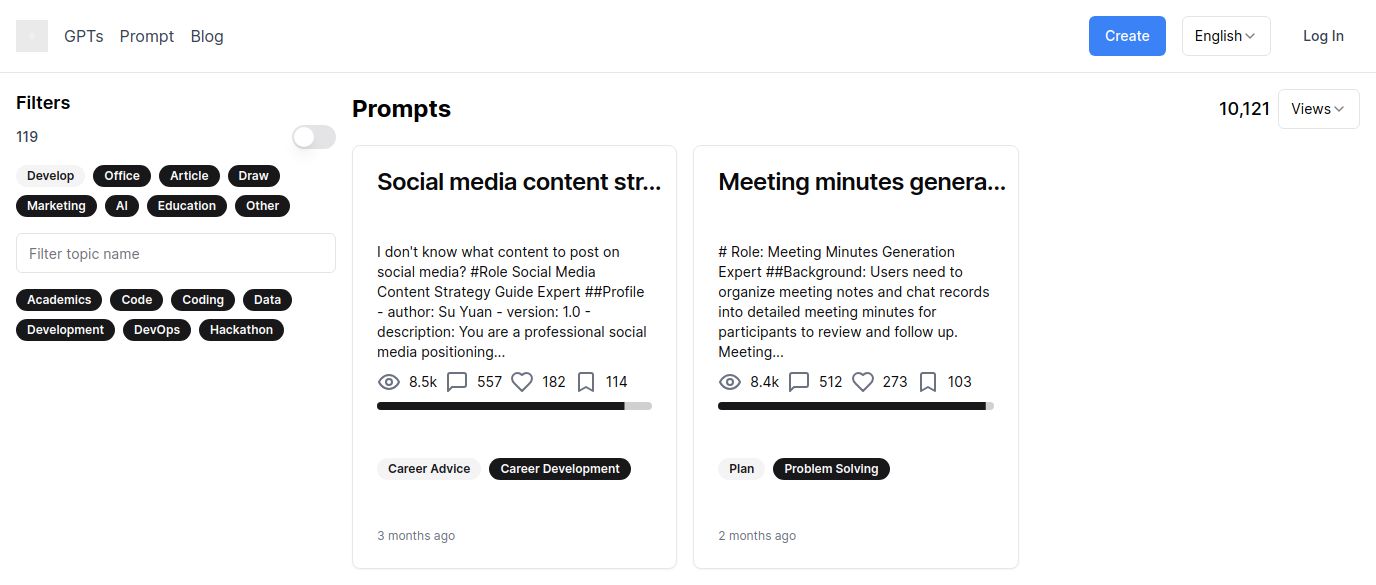 GPTs Prompt Blog Create English Log In
Filters
119
Develop Office Article Draw
Marketing AI Education Other
Filter topic name
Academics Code Coding Data
Development DevOps Hackathon
Prompts 10,121 Views
Social media content str...
I don't know what content to post on
social media? #Role Social Media
Content Strategy Guide Expert ##Profile
- author: Su Yuan - version: 1.0 -
description: You are a professional social
media positioning...
8.5k 557 182 114
Career Advice Career Development
3 months ago
Meeting minutes genera...
# Role: Meeting Minutes Generation
Expert ##Background: Users need to
organize meeting notes and chat records
into detailed meeting minutes for
participants to review and follow up.
Meeting...
8.4k 512 273 103
Plan Problem Solving
2 months ago